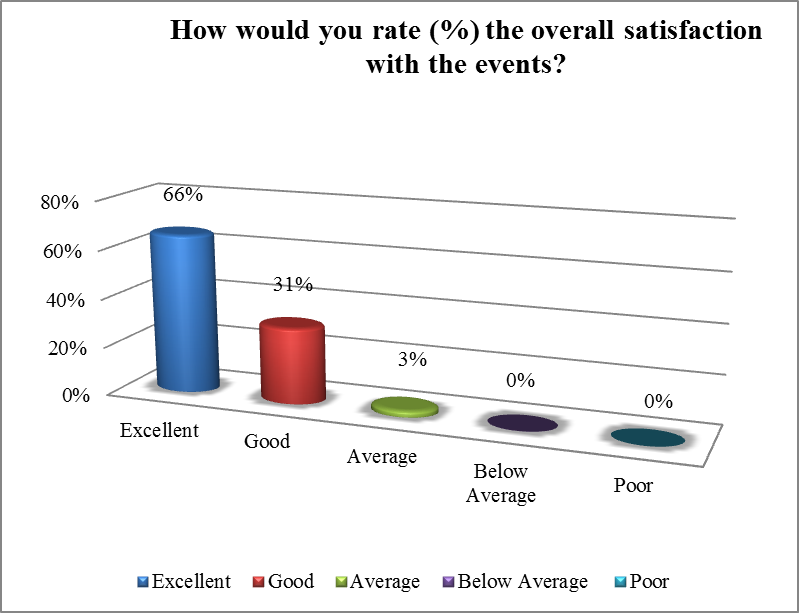 How would you rate (%) the overall satisfaction
with the events?
80%
60%
40%
20%
0%
66%
31%
3%
0%
0%
Excellent
Good
Average
Below
Average
Poor
Excellent Good Average Below Average Poor